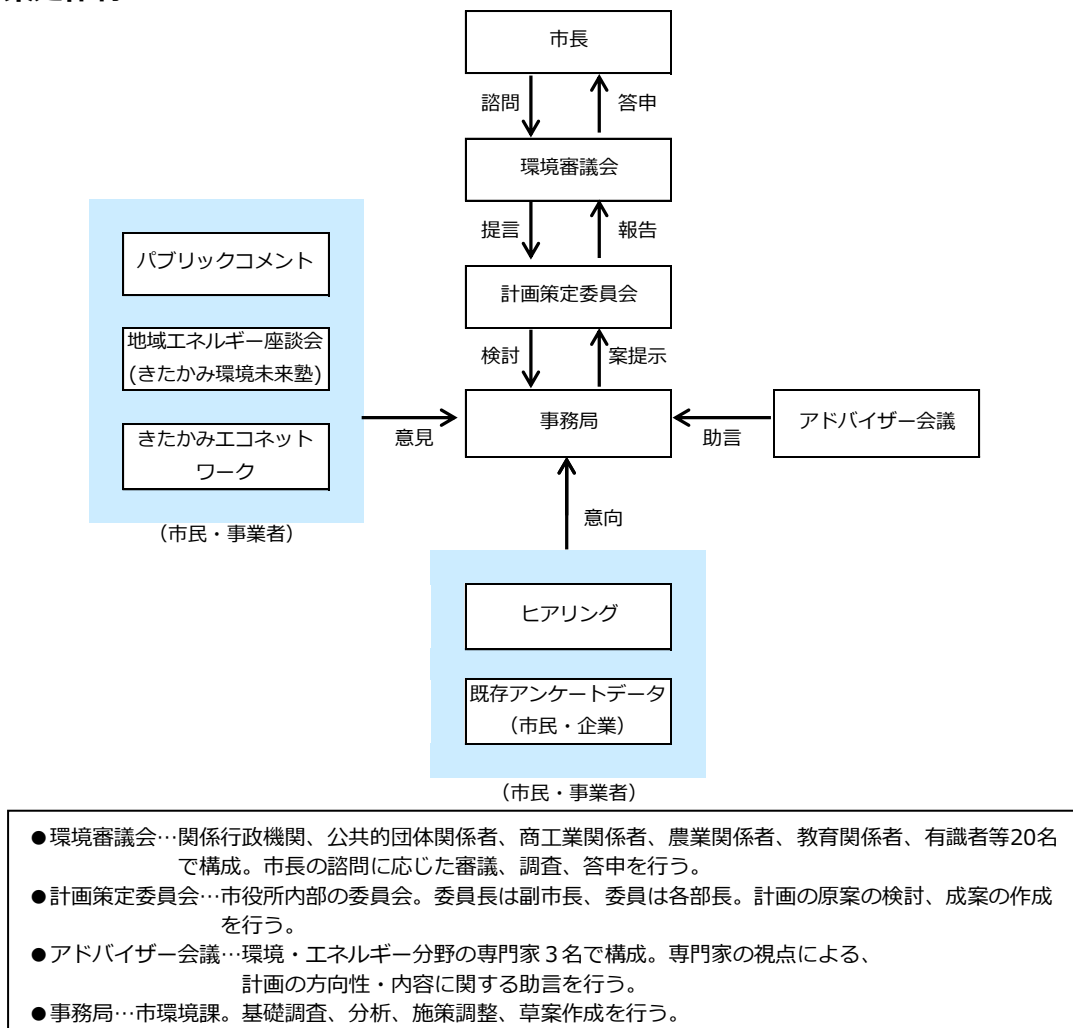 市長
諮問
答申
環境審議会
提言
報告
パブリックコメント
計画策定委員会
地域エネルギー座談会
(きたかみ環境未来塾)
検討
案提示
きたかみエコネット
ワーク
意見
事務局
助言
アドバイザー会議
（市民・事業者）
意向
ヒアリング
既存アンケートデータ
（市民・企業）
（市民・事業者）
●環境審議会…関係行政機関、公共的団体関係者、商工業関係者、農業関係者、教育関係者、有識者等20名
で構成。市長の諮問に応じた審議、調査、答申を行う。
●計画策定委員会…市役所内部の委員会。委員長は副市長、委員は各部長。計画の原案の検討、成案の作成
を行う。
●アドバイザー会議…環境・エネルギー分野の専門家３名で構成。専門家の視点による、
計画の方向性・内容に関する助言を行う。
●事務局…市環境課。基礎調査、分析、施策調整、草案作成を行う。